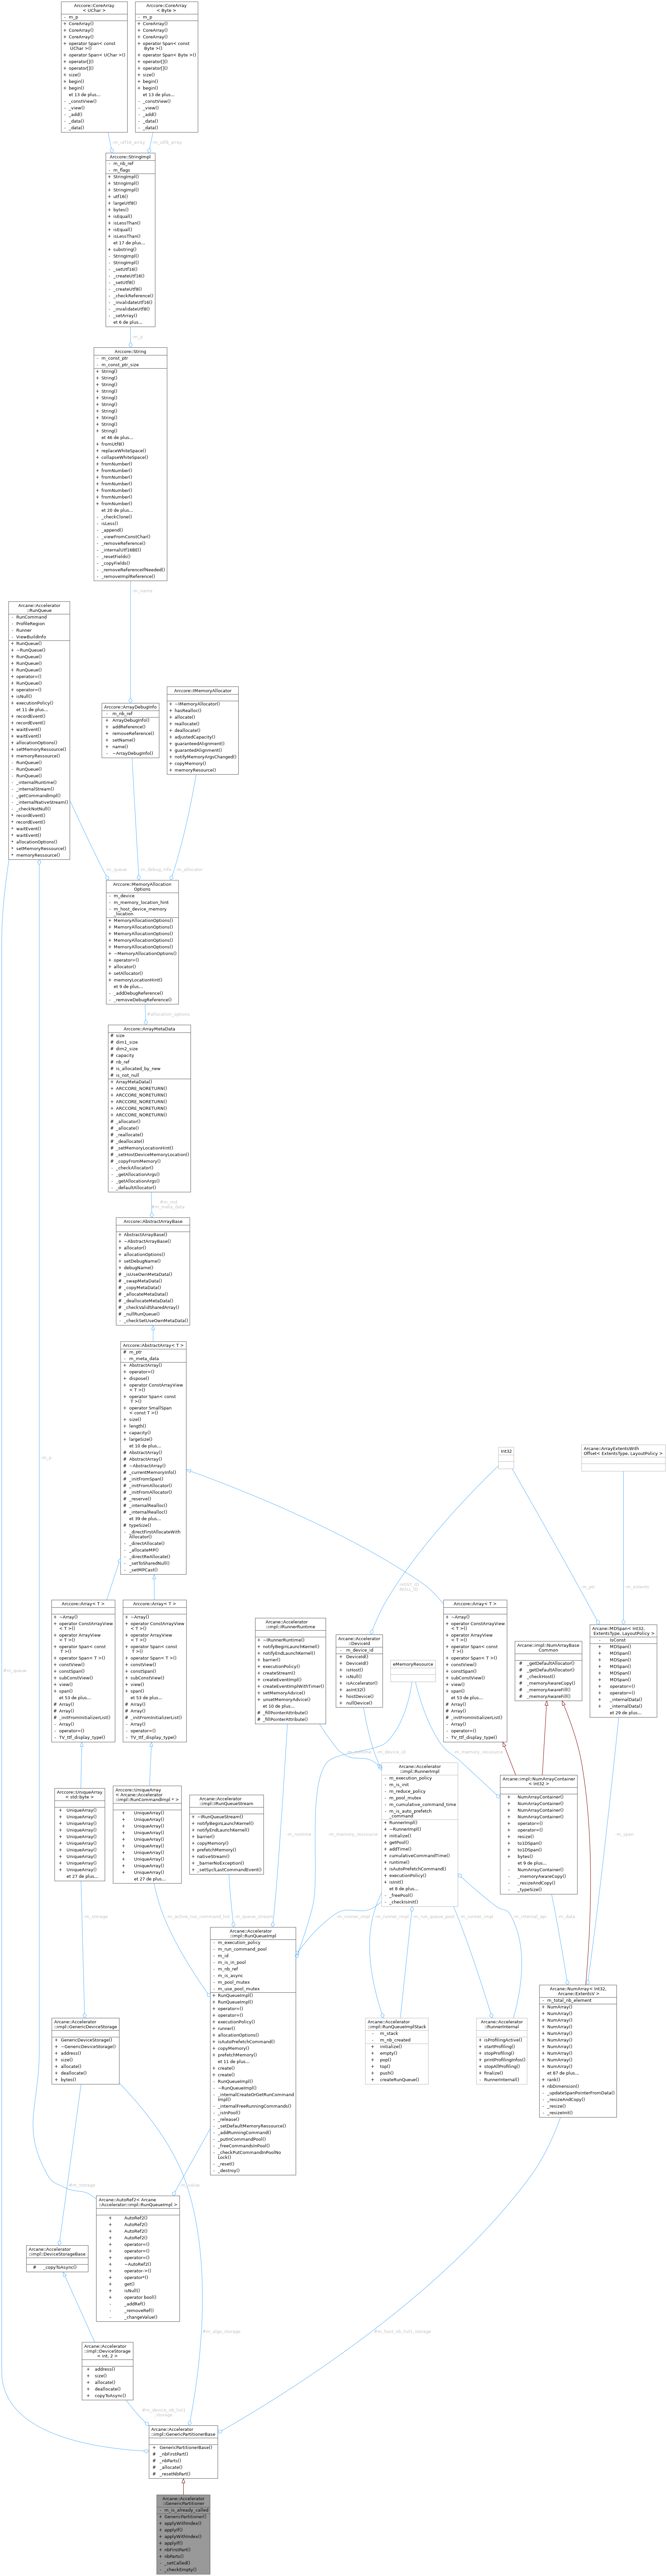 Arccore::CoreArray
< UChar >
- m_p
+ CoreArray()
+ CoreArray()
+ CoreArray()
+ operator Span< const
UChar >()
+ operator Span< UChar >()
+ operator[]()
+ operator[]()
+ size()
+ begin()
+ begin()
et 13 de plus...
- _constView()
- _view()
- _add()
- _data()
- _data()
Arccore::CoreArray
< Byte >
- m_p
+ CoreArray()
+ CoreArray()
+ CoreArray()
+ operator Span< const
Byte >()
+ operator Span< Byte >()
+ operator[]()
+ operator[]()
+ size()
+ begin()
+ begin()
et 13 de plus...
- _constView()
- _view()
- _add()
- _data()
- _data()
m_utf16_array
m_utf8_array
Arccore::StringImpl
- m_nb_ref
- m_flags
+ StringImpl()
+ StringImpl()
+ StringImpl()
+ utf16()
+ largeUtf8()
+ bytes()
+ isEqual()
+ isLessThan()
+ isEqual()
+ isLessThan()
et 17 de plus...
+ substring()
- StringImpl()
- StringImpl()
- _setUtf16()
- _createUtf16()
- _setUtf8()
- _createUtf8()
- _checkReference()
- _invalidateUtf16()
- _invalidateUtf8()
- _setArray()
et 6 de plus...
m_p
Arccore::String
- m_const_ptr
- m_const_ptr_size
+ String()
+ String()
+ String()
+ String()
+ String()
+ String()
+ String()
+ String()
+ String()
+ String()
et 46 de plus...
+ fromUtf8()
+ replaceWhiteSpace()
+ collapseWhiteSpace()
+ fromNumber()
+ fromNumber()
+ fromNumber()
+ fromNumber()
+ fromNumber()
+ fromNumber()
+ fromNumber()
et 20 de plus...
- _checkClone()
- isLess()
- _append()
- _viewFromConstChar()
- _removeReference()
- _internalUtf16BE()
- _resetFields()
- _copyFields()
- _removeReferenceIfNeeded()
- _removeImplReference()
m_name
Arcane::Accelerator
::RunQueue
- RunCommand
- ProfileRegion
- Runner
- ViewBuildInfo
+ RunQueue()
+ ~RunQueue()
+ RunQueue()
+ RunQueue()
+ RunQueue()
+ operator=()
+ RunQueue()
+ operator=()
+ isNull()
+ executionPolicy()
et 11 de plus...
+ recordEvent()
+ recordEvent()
+ waitEvent()
+ waitEvent()
+ allocationOptions()
+ setMemoryRessource()
+ memoryRessource()
- RunQueue()
- RunQueue()
- RunQueue()
- _internalRuntime()
- _internalStream()
- _getCommandImpl()
- _internalNativeStream()
- _checkNotNull()
* recordEvent()
* recordEvent()
* waitEvent()
* waitEvent()
* allocationOptions()
* setMemoryRessource()
* memoryRessource()
Arccore::ArrayDebugInfo
- m_nb_ref
+ ArrayDebugInfo()
+ addReference()
+ removeReference()
+ setName()
+ name()
- ~ArrayDebugInfo()
Arccore::IMemoryAllocator
+ ~IMemoryAllocator()
+ hasRealloc()
+ allocate()
+ reallocate()
+ deallocate()
+ adjustedCapacity()
+ guaranteedAlignment()
+ guarantedAlignment()
+ notifyMemoryArgsChanged()
+ copyMemory()
+ memoryResource()
m_queue
m_debug_info
m_allocator
Arccore::MemoryAllocation
Options
- m_device
- m_memory_location_hint
- m_host_device_memory
_location
+ MemoryAllocationOptions()
+ MemoryAllocationOptions()
+ MemoryAllocationOptions()
+ MemoryAllocationOptions()
+ MemoryAllocationOptions()
+ ~MemoryAllocationOptions()
+ operator=()
+ allocator()
+ setAllocator()
+ memoryLocationHint()
et 9 de plus...
- _addDebugReference()
- _removeDebugReference()
#allocation_options
Arccore::ArrayMetaData
# size
# dim1_size
# dim2_size
# capacity
# nb_ref
# is_allocated_by_new
# is_not_null
+ ArrayMetaData()
+ ARCCORE_NORETURN()
+ ARCCORE_NORETURN()
+ ARCCORE_NORETURN()
+ ARCCORE_NORETURN()
+ ARCCORE_NORETURN()
# _allocator()
# _allocate()
# _reallocate()
# _deallocate()
# _setMemoryLocationHint()
# _setHostDeviceMemoryLocation()
# _copyFromMemory()
- _checkAllocator()
- _getAllocationArgs()
- _getAllocationArgs()
- _defaultAllocator()
#m_md
#m_meta_data
Arccore::AbstractArrayBase
+ AbstractArrayBase()
+ ~AbstractArrayBase()
+ allocator()
+ allocationOptions()
+ setDebugName()
+ debugName()
# _isUseOwnMetaData()
# _swapMetaData()
# _copyMetaData()
# _allocateMetaData()
# _deallocateMetaData()
# _checkValidSharedArray()
# _nullRunQueue()
- _checkSetUseOwnMetaData()
Arccore::AbstractArray< T >
# m_ptr
- m_meta_data
+ AbstractArray()
+ operator=()
+ dispose()
+ operator ConstArrayView
< T >()
+ operator Span< const
T >()
+ operator SmallSpan
< const T >()
+ size()
+ length()
+ capacity()
+ largeSize()
et 10 de plus...
# AbstractArray()
# AbstractArray()
# ~AbstractArray()
# _currentMemoryInfo()
# _initFromSpan()
# _initFromAllocator()
# _initFromAllocator()
# _reserve()
# _internalRealloc()
# _internalRealloc()
et 39 de plus...
# typeSize()
- _directFirstAllocateWith
Allocator()
- _directAllocate()
- _allocateMP()
- _directReAllocate()
- _setToSharedNull()
- _setMPCast()
m_p
Int32
Arcane::ArrayExtentsWith
Offset< ExtentsType, LayoutPolicy >
m_ptr
m_extents
Arccore::Array< T >
+ ~Array()
+ operator ConstArrayView
< T >()
+ operator ArrayView
< T >()
+ operator Span< const
T >()
+ operator Span< T >()
+ constView()
+ constSpan()
+ subConstView()
+ view()
+ span()
et 53 de plus...
# Array()
# Array()
# _initFromInitializerList()
- Array()
- operator=()
- TV_ttf_display_type()
Arccore::Array< T >
+ ~Array()
+ operator ConstArrayView
< T >()
+ operator ArrayView
< T >()
+ operator Span< const
T >()
+ operator Span< T >()
+ constView()
+ constSpan()
+ subConstView()
+ view()
+ span()
et 53 de plus...
# Array()
# Array()
# _initFromInitializerList()
- Array()
- operator=()
- TV_ttf_display_type()
Arcane::Accelerator
::impl::IRunnerRuntime
+ ~IRunnerRuntime()
+ notifyBeginLaunchKernel()
+ notifyEndLaunchKernel()
+ barrier()
+ executionPolicy()
+ createStream()
+ createEventImpl()
+ createEventImplWithTimer()
+ setMemoryAdvice()
+ unsetMemoryAdvice()
et 10 de plus...
# _fillPointerAttribute()
# _fillPointerAttribute()
Arcane::Accelerator
::DeviceId
- m_device_id
+ DeviceId()
+ DeviceId()
+ isHost()
+ isNull()
+ isAccelerator()
+ asInt32()
+ hostDevice()
+ nullDevice()
eMemoryResource
Arccore::Array< T >
+ ~Array()
+ operator ConstArrayView
< T >()
+ operator ArrayView
< T >()
+ operator Span< const
T >()
+ operator Span< T >()
+ constView()
+ constSpan()
+ subConstView()
+ view()
+ span()
et 53 de plus...
# Array()
# Array()
# _initFromInitializerList()
- Array()
- operator=()
- TV_ttf_display_type()
Arcane::impl::NumArrayBase
Common
# _getDefaultAllocator()
# _getDefaultAllocator()
# _checkHost()
# _memoryAwareCopy()
# _memoryAwareFill()
# _memoryAwareFill()
Arcane::MDSpan< Int32,
ExtentsType, LayoutPolicy >
- IsConst
+ MDSpan()
+ MDSpan()
+ MDSpan()
+ MDSpan()
+ MDSpan()
+ MDSpan()
+ operator=()
+ operator=()
- _internalData()
- _internalData()
et 29 de plus...
#m_queue
m_runtime
m_device_id
m_memory_ressource
Arccore::UniqueArray
< std::byte >
+ UniqueArray()
+ UniqueArray()
+ UniqueArray()
+ UniqueArray()
+ UniqueArray()
+ UniqueArray()
+ UniqueArray()
+ UniqueArray()
+ UniqueArray()
+ UniqueArray()
et 27 de plus...
Arccore::UniqueArray
< Arcane::Accelerator
::impl::RunCommandImpl * >
+ UniqueArray()
+ UniqueArray()
+ UniqueArray()
+ UniqueArray()
+ UniqueArray()
+ UniqueArray()
+ UniqueArray()
+ UniqueArray()
+ UniqueArray()
+ UniqueArray()
et 27 de plus...
Arcane::Accelerator
::impl::IRunQueueStream
+ ~IRunQueueStream()
+ notifyBeginLaunchKernel()
+ notifyEndLaunchKernel()
+ barrier()
+ copyMemory()
+ prefetchMemory()
+ nativeStream()
+ _barrierNoException()
+ _setSyclLastCommandEvent()
m_runtime
m_memory_ressource
Arcane::Accelerator
::impl::RunnerImpl
- m_execution_policy
- m_is_init
- m_reduce_policy
- m_pool_mutex
- m_cumulative_command_time
- m_is_auto_prefetch
_command
+ RunnerImpl()
+ ~RunnerImpl()
+ initialize()
+ getPool()
+ addTime()
+ cumulativeCommandTime()
+ runtime()
+ isAutoPrefetchCommand()
+ executionPolicy()
+ isInit()
et 8 de plus...
- _freePool()
- _checkIsInit()
Arcane::impl::NumArrayContainer
< Int32 >
+ NumArrayContainer()
+ NumArrayContainer()
+ NumArrayContainer()
+ NumArrayContainer()
+ operator=()
+ operator=()
+ resize()
+ to1DSpan()
+ to1DSpan()
+ bytes()
et 9 de plus...
- NumArrayContainer()
- _memoryAwareCopy()
- _resizeAndCopy()
- _typeSize()
m_span
m_storage
m_active_run_command_list
m_queue_stream
m_runner_impl
m_runner_impl
m_run_queue_pool
m_runner_impl
m_internal_api
m_data
Arcane::Accelerator
::impl::RunQueueImpl
- m_execution_policy
- m_run_command_pool
- m_id
- m_is_in_pool
- m_nb_ref
- m_is_async
- m_pool_mutex
- m_use_pool_mutex
+ RunQueueImpl()
+ RunQueueImpl()
+ operator=()
+ operator=()
+ executionPolicy()
+ runner()
+ allocationOptions()
+ isAutoPrefetchCommand()
+ copyMemory()
+ prefetchMemory()
et 11 de plus...
+ create()
+ create()
- RunQueueImpl()
- ~RunQueueImpl()
- _internalCreateOrGetRunCommand
Impl()
- _internalFreeRunningCommands()
- _isInPool()
- _release()
- _setDefaultMemoryRessource()
- _addRunningCommand()
- _putInCommandPool()
- _freeCommandsInPool()
- _checkPutCommandInPoolNo
Lock()
- _reset()
- _destroy()
Arcane::Accelerator
::impl::GenericDeviceStorage
+ GenericDeviceStorage()
+ ~GenericDeviceStorage()
+ address()
+ size()
+ allocate()
+ deallocate()
+ bytes()
Arcane::Accelerator
::impl::RunQueueImplStack
- m_stack
- m_nb_created
+ initialize()
+ empty()
+ pop()
+ top()
+ push()
+ createRunQueue()
Arcane::Accelerator
::RunnerInternal
+ isProfilingActive()
+ startProfiling()
+ stopProfiling()
+ printProfilingInfos()
+ stopAllProfiling()
+ finalize()
- RunnerInternal()
Arcane::NumArray< Int32,
Arcane::ExtentsV >
- m_total_nb_element
+ NumArray()
+ NumArray()
+ NumArray()
+ NumArray()
+ NumArray()
+ NumArray()
+ NumArray()
+ NumArray()
+ NumArray()
+ NumArray()
et 87 de plus...
+ rank()
+ nbDimension()
- _updateSpanPointerFromData()
- _resizeAndCopy()
- _resize()
- _resizeInit()
#m_storage
m_value
Arcane::AutoRef2< Arcane
::Accelerator::impl::RunQueueImpl >
+ AutoRef2()
+ AutoRef2()
+ AutoRef2()
+ AutoRef2()
+ operator=()
+ operator=()
+ operator=()
+ ~AutoRef2()
+ operator->()
+ operator*()
+ get()
+ isNull()
+ operator bool()
- _addRef()
- _removeRef()
- _changeValue()
Arcane::Accelerator
::impl::DeviceStorageBase
# _copyToAsync()
#m_algo_storage
#m_host_nb_list1_storage
Arcane::Accelerator
::impl::DeviceStorage
< int, 2 >
+ address()
+ size()
+ allocate()
+ deallocate()
+ copyToAsync()
#m_device_nb_list1
_storage
Arcane::Accelerator
::impl::GenericPartitionerBase
+ GenericPartitionerBase()
# _nbFirstPart()
# _nbParts()
# _allocate()
# _resetNbPart()
Arcane::Accelerator
::GenericPartitioner
- m_is_already_called
+ GenericPartitioner()
+ applyWithIndex()
+ applyIf()
+ applyWithIndex()
+ applyIf()
+ nbFirstPart()
+ nbParts()
- _setCalled()
- _checkEmpty()